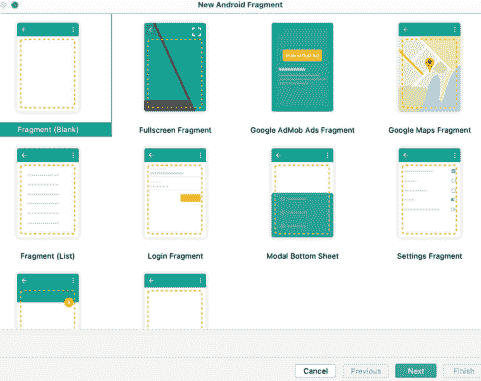 New Android Fragment
Fragment (Blank)
Fullscreen Fragment
Google AdMob Ads Fragment
Google Maps Fragment
Fragment (List)
Login Fragment
Modal Bottom Sheet
Settings Fragment
Cancel
Previous
Next
Finish